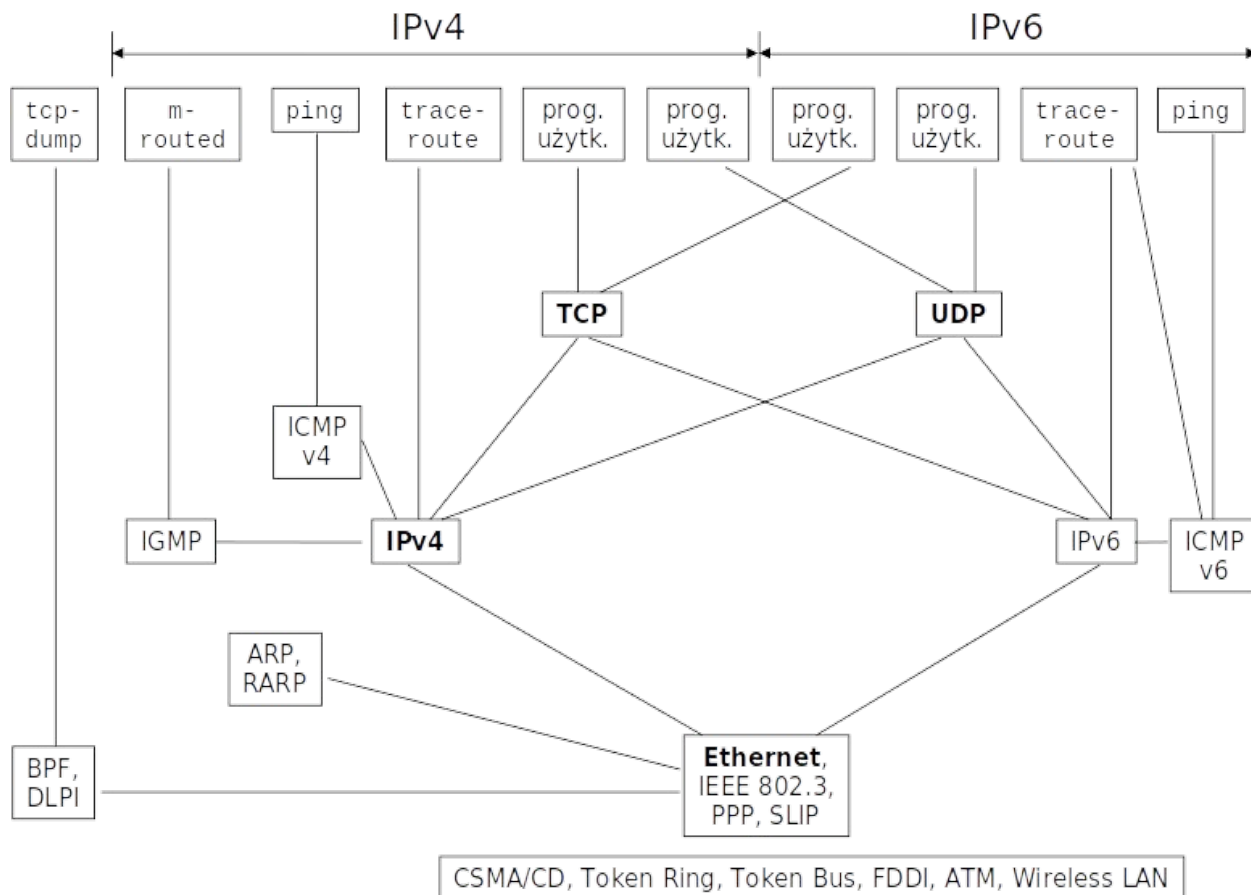 IPv4
IPv6
tcp-
dump
m-
routed
ping
trace-
route
prog.
użytk.
prog.
użytk.
prog.
użytk.
prog.
użytk.
trace-
route
ping
TCP
UDP
ICMP
v4
IGMP
IPv4
IPv6
ICMP
v6
ARP,
RARP
BPF,
DLPI
Ethernet,
IEEE 802.3,
PPP, SLIP
CSMA/CD, Token Ring, Token Bus, FDDI, ATM, Wireless LAN